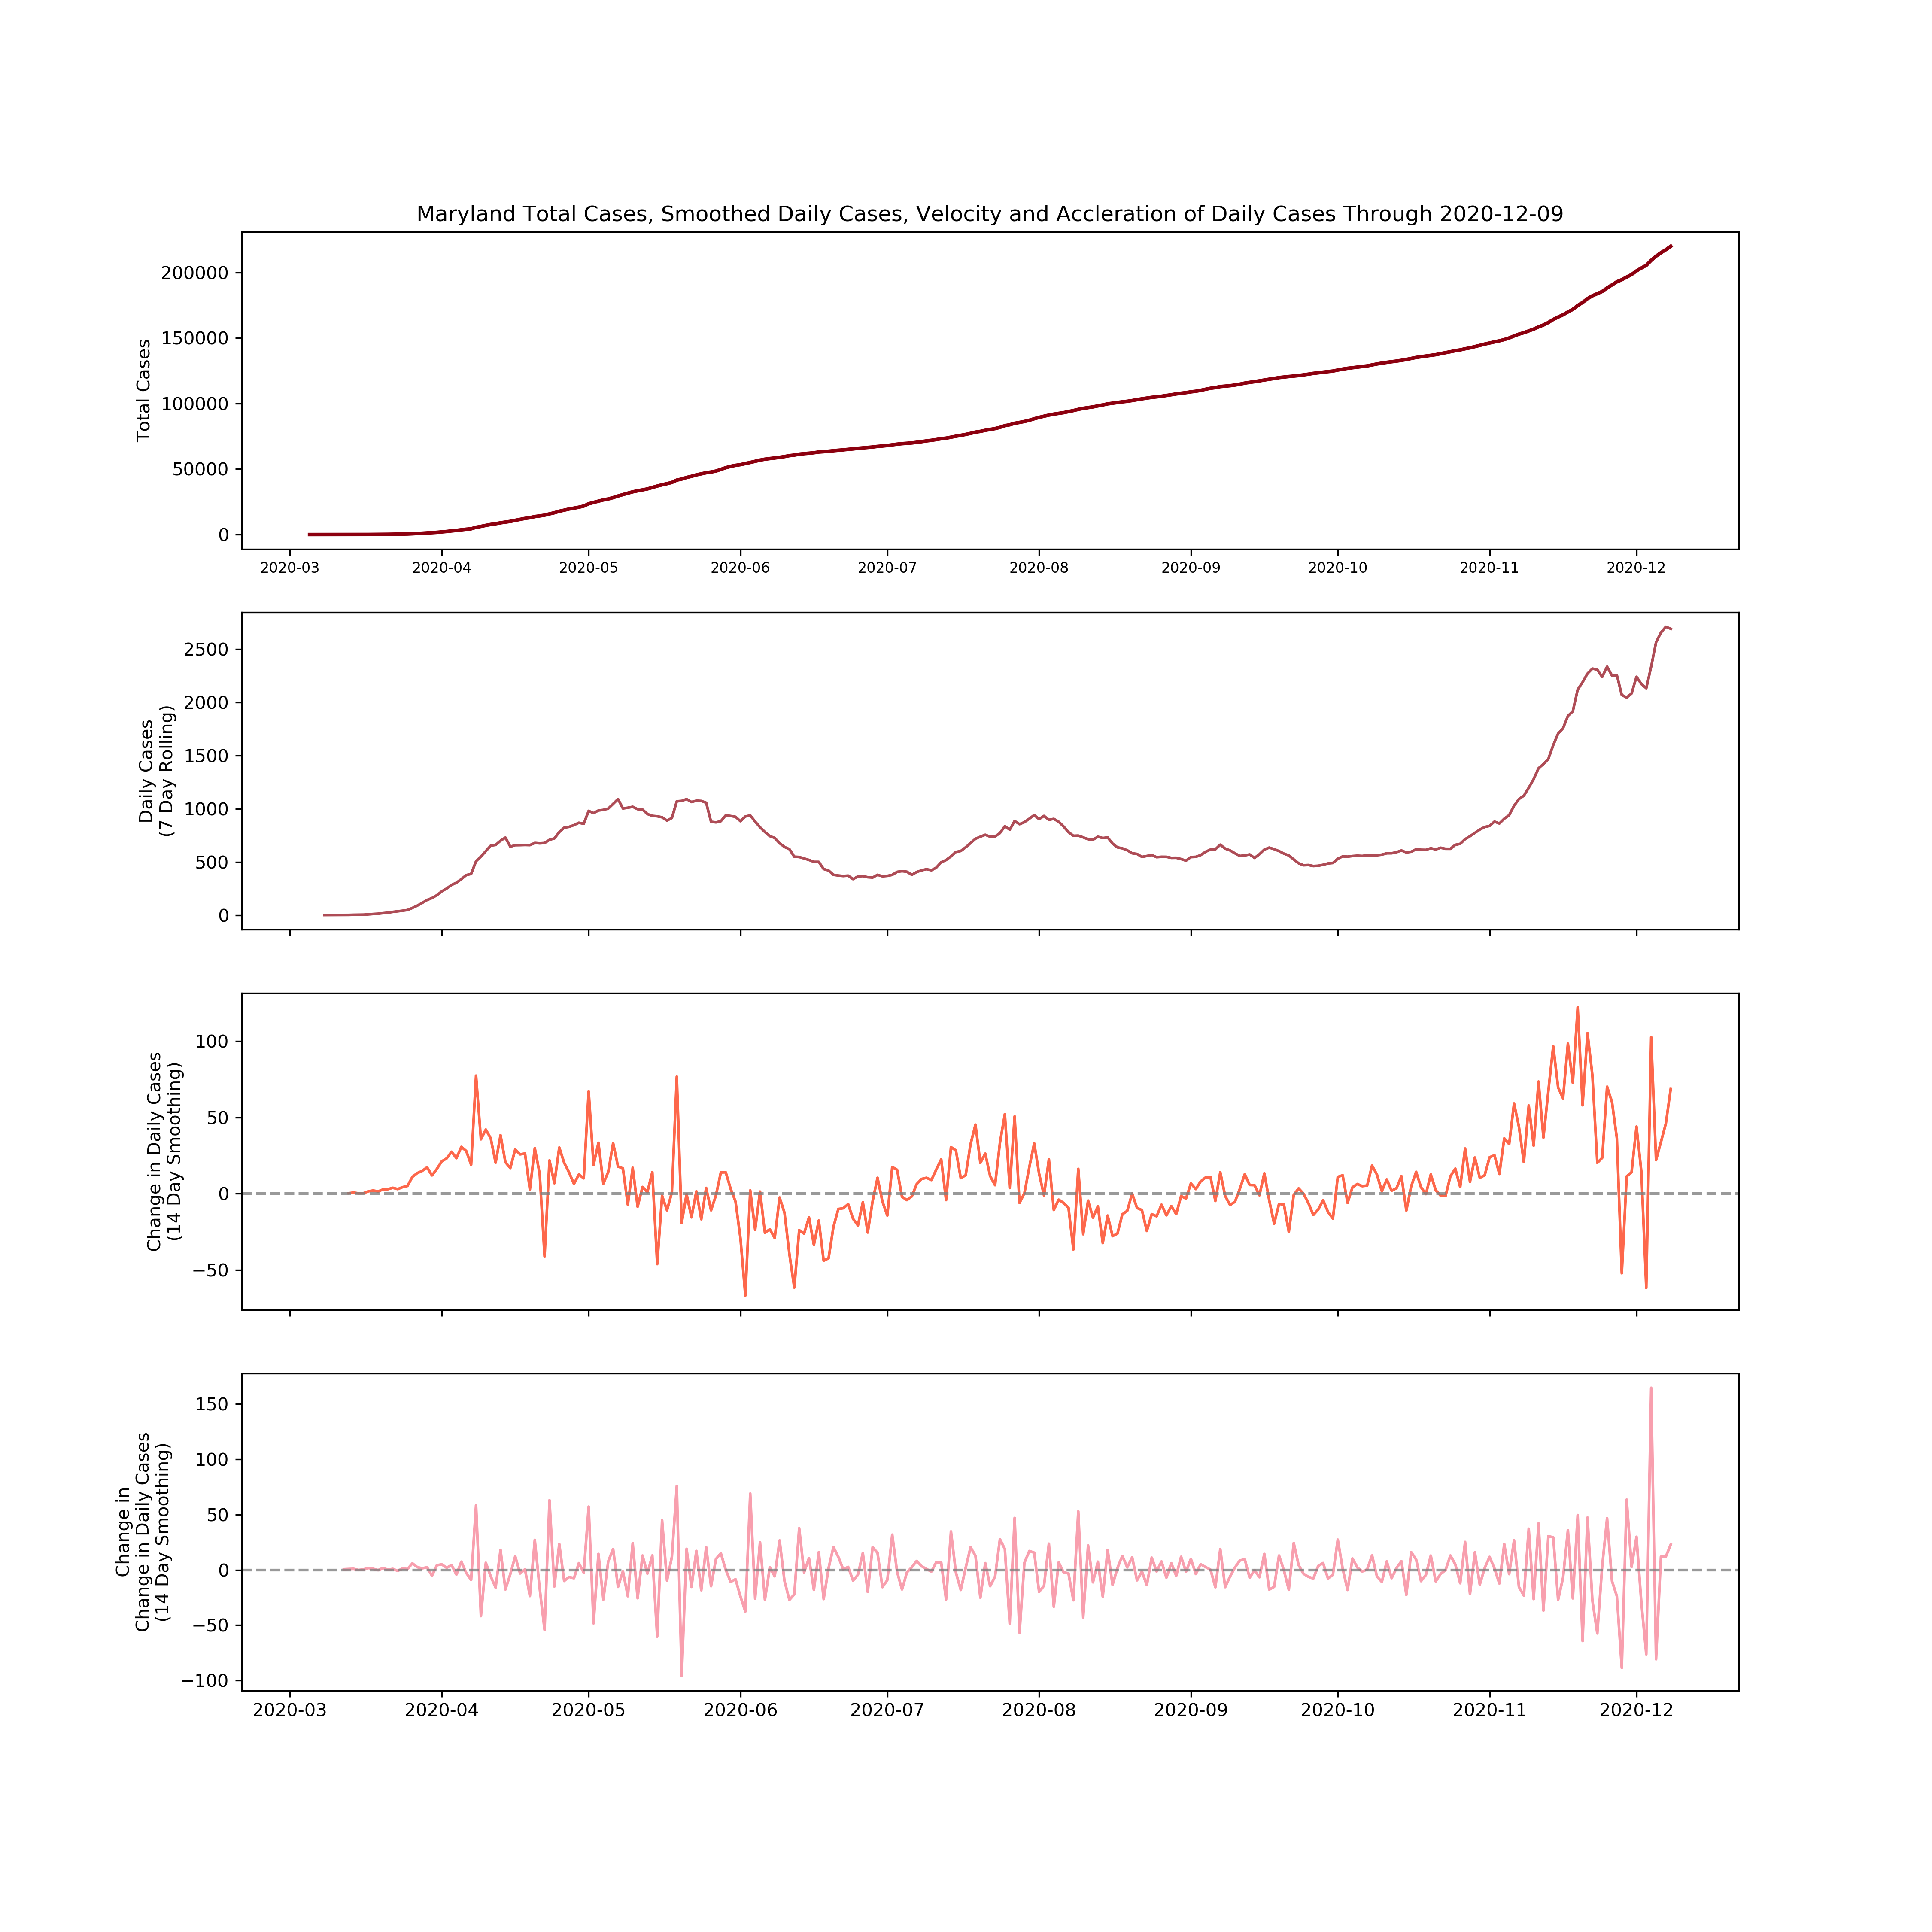 Maryland Total Cases, Smoothed Daily Cases, Velocity and Accleration of Daily Cases Through 2020-12-09
Total Cases
200000
150000
100000
50000
0
2020-03 2020-04 2020-05 2020-06 2020-07 2020-08 2020-09 2020-10 2020-11 2020-12
Daily Cases
(7 Day Rolling)
2500
2000
1500
1000
500
0
Change in Daily Cases
(14 Day Smoothing)
100
50
0
−50
Change in
Change in Daily Cases
(14 Day Smoothing)
150
100
50
0
−50
−100
2020-03 2020-04 2020-05 2020-06 2020-07 2020-08 2020-09 2020-10 2020-11 2020-12